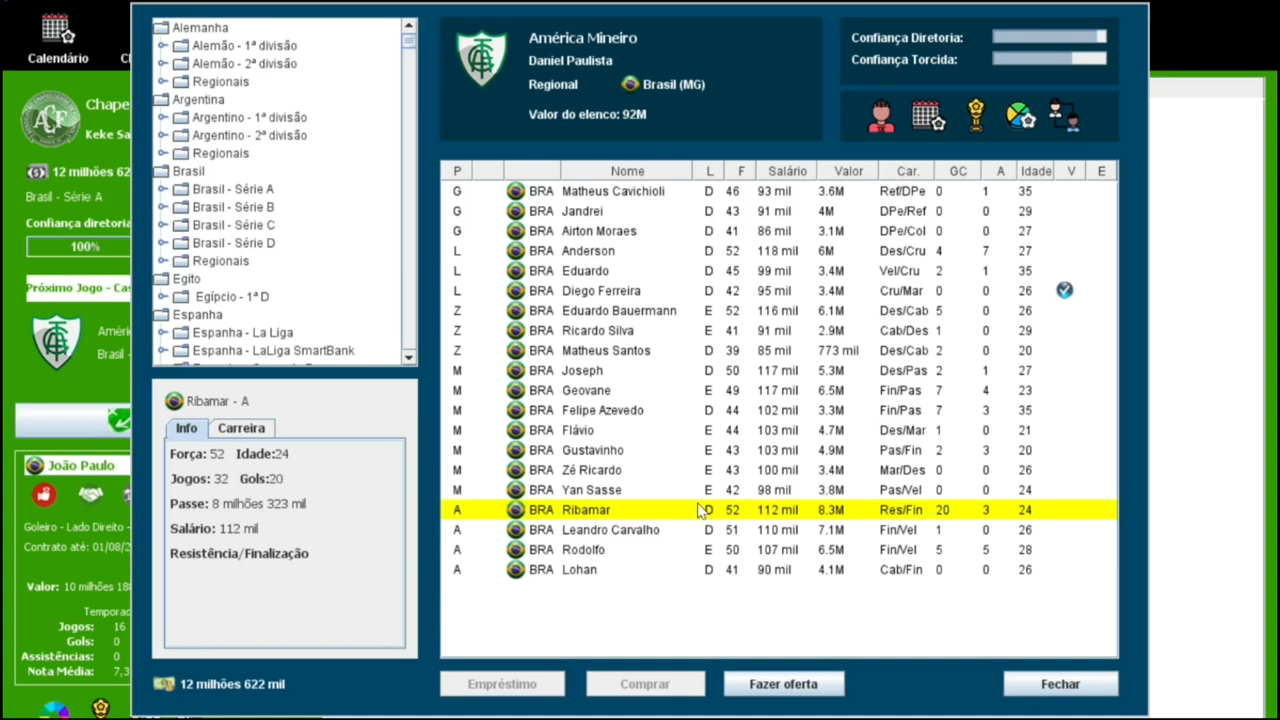 Calendário
Chape
Keke Sa
12 milhões 62
Brasil - Série A
Confiança diretoria
100%
Próximo Jogo - Cas
Améri
Brasil -
João Paulo
Goleiro - Lado Direito -
Contrato até: 01/08/2
Valor: 10 milhões 18
Temporad
Jogos: 16
Gols: 0
Assistências: 0
Nota Média: 7,3
Alemanha
Alemão - 1ª divisão
Alemão - 2ª divisão
Regionais
Argentina
Argentino - 1ª divisão
Argentino - 2ª divisão
Regionais
Brasil
Brasil - Série A
Brasil - Série B
Brasil - Série C
Brasil - Série D
Regionais
Egito
Egípcio - 1ª D
Espanha
Espanha - La Liga
Espanha - LaLiga SmartBank
América Mineiro
Daniel Paulista
Regional Brasil (MG)
Valor do elenco: 92M
Confiança Diretoria:
Confiança Torcida:
P Nome L F Salário Valor Car. GC A Idade V E
G BRA Matheus Cavichioli D 46 93 mil 3.6M Ref/DPe 0 1 35
G BRA Jandrei D 43 91 mil 4M DPe/Ref 0 0 29
G BRA Airton Moraes D 41 86 mil 3.1M DPe/Col 0 0 27
L BRA Anderson D 52 118 mil 6M Des/Cru 4 7 27
L BRA Eduardo D 45 99 mil 3.4M Vel/Cru 2 1 35
L BRA Diego Ferreira D 42 95 mil 3.4M Cru/Mar 0 0 26
Z BRA Eduardo Bauermann E 52 116 mil 6.1M Des/Cab 5 0 26
Z BRA Ricardo Silva E 41 91 mil 2.9M Cab/Des 1 0 29
Z BRA Matheus Santos D 39 85 mil 773 mil Des/Cab 2 0 20
M BRA Joseph D 50 117 mil 5.3M Des/Pas 2 1 27
M BRA Geovane E 49 117 mil 6.5M Fin/Pas 7 4 23
M BRA Felipe Azevedo D 44 102 mil 3.3M Fin/Pas 7 3 35
M BRA Flávio E 44 103 mil 4.7M Des/Mar 1 0 21
M BRA Gustavinho E 43 103 mil 4.9M Pas/Fin 2 3 20
M BRA Zé Ricardo E 43 100 mil 3.4M Mar/Des 0 0 26
M BRA Yan Sasse E 42 98 mil 3.8M Pas/Vel 0 0 24
A BRA Ribamar D 52 112 mil 8.3M Res/Fin 20 3 24
A BRA Leandro Carvalho D 51 110 mil 7.1M Fin/Vel 1 0 26
A BRA Rodolfo E 50 107 mil 6.5M Fin/Vel 5 5 28
A BRA Lohan D 41 90 mil 4.1M Cab/Fin 0 0 26
Ribamar - A
Info Carreira
Força: 52 Idade:24
Jogos: 32 Gols:20
Passe: 8 milhões 323 mil
Salário: 112 mil
Resistência/Finalização
12 milhões 622 mil
Empréstimo Comprar Fazer oferta Fechar